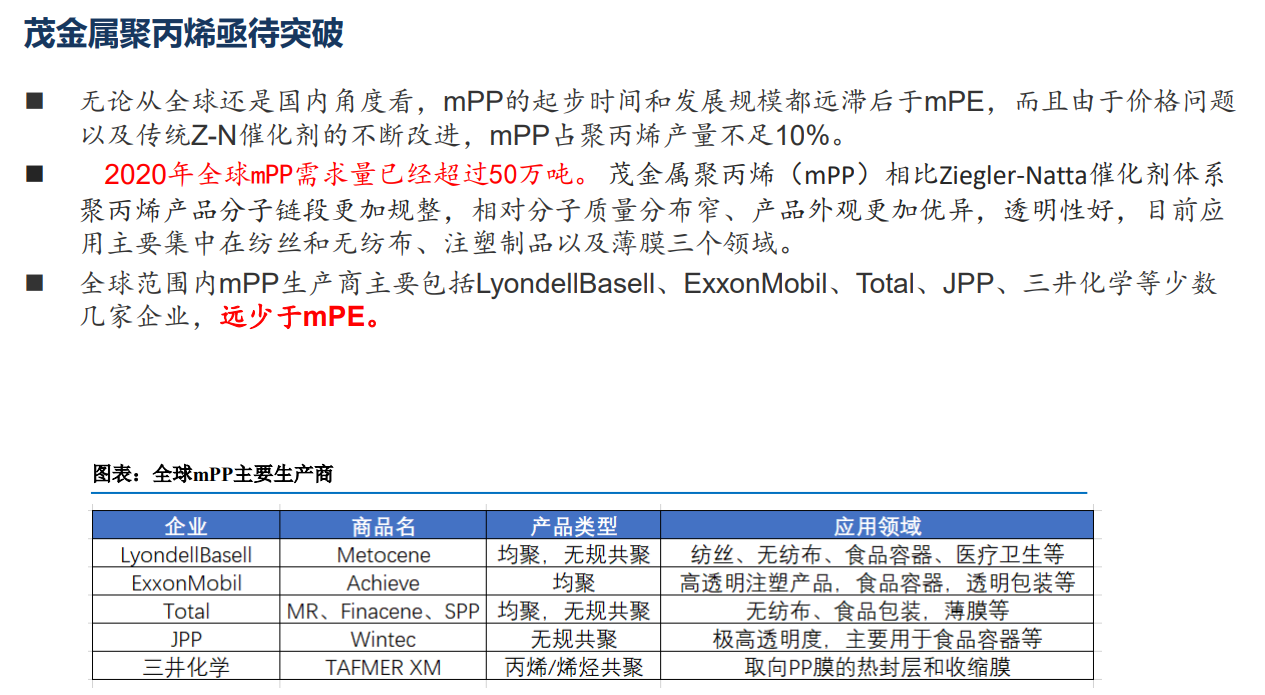 茂金属聚丙烯亟待突破
■ 无论从全球还是国内角度看，mPP的起步时间和发展规模都远滞后于mPE，而且由于价格问题
以及传统Z-N催化剂的不断改进，mPP占聚丙烯产量不足10%。
■ 2020年全球mPP需求量已经超过50万吨。 茂金属聚丙烯（mPP）相比Ziegler-Natta催化剂体系
聚丙烯产品分子链段更加规整，相对分子质量分布窄、产品外观更加优异，透明性好，目前应
用主要集中在纺丝和无纺布、注塑制品以及薄膜三个领域。
■ 全球范围内mPP生产商主要包括LyondellBasell、ExxonMobil、Total、JPP、三井化学等少数
几家企业，远少于mPE。
图表：全球mPP主要生产商
企业 商品名 产品类型 应用领域
LyondellBasell Metocene 均聚，无规共聚 纺丝、无纺布、食品容器、医疗卫生等
ExxonMobil Achieve 均聚 高透明注塑产品，食品容器，透明包装等
Total MR、Finacene、SPP 均聚，无规共聚 无纺布、食品包装，薄膜等
JPP Wintec 无规共聚 极高透明度，主要用于食品容器等
三井化学 TAFMER XM 丙烯/烯烃共聚 取向PP膜的热封层和收缩膜